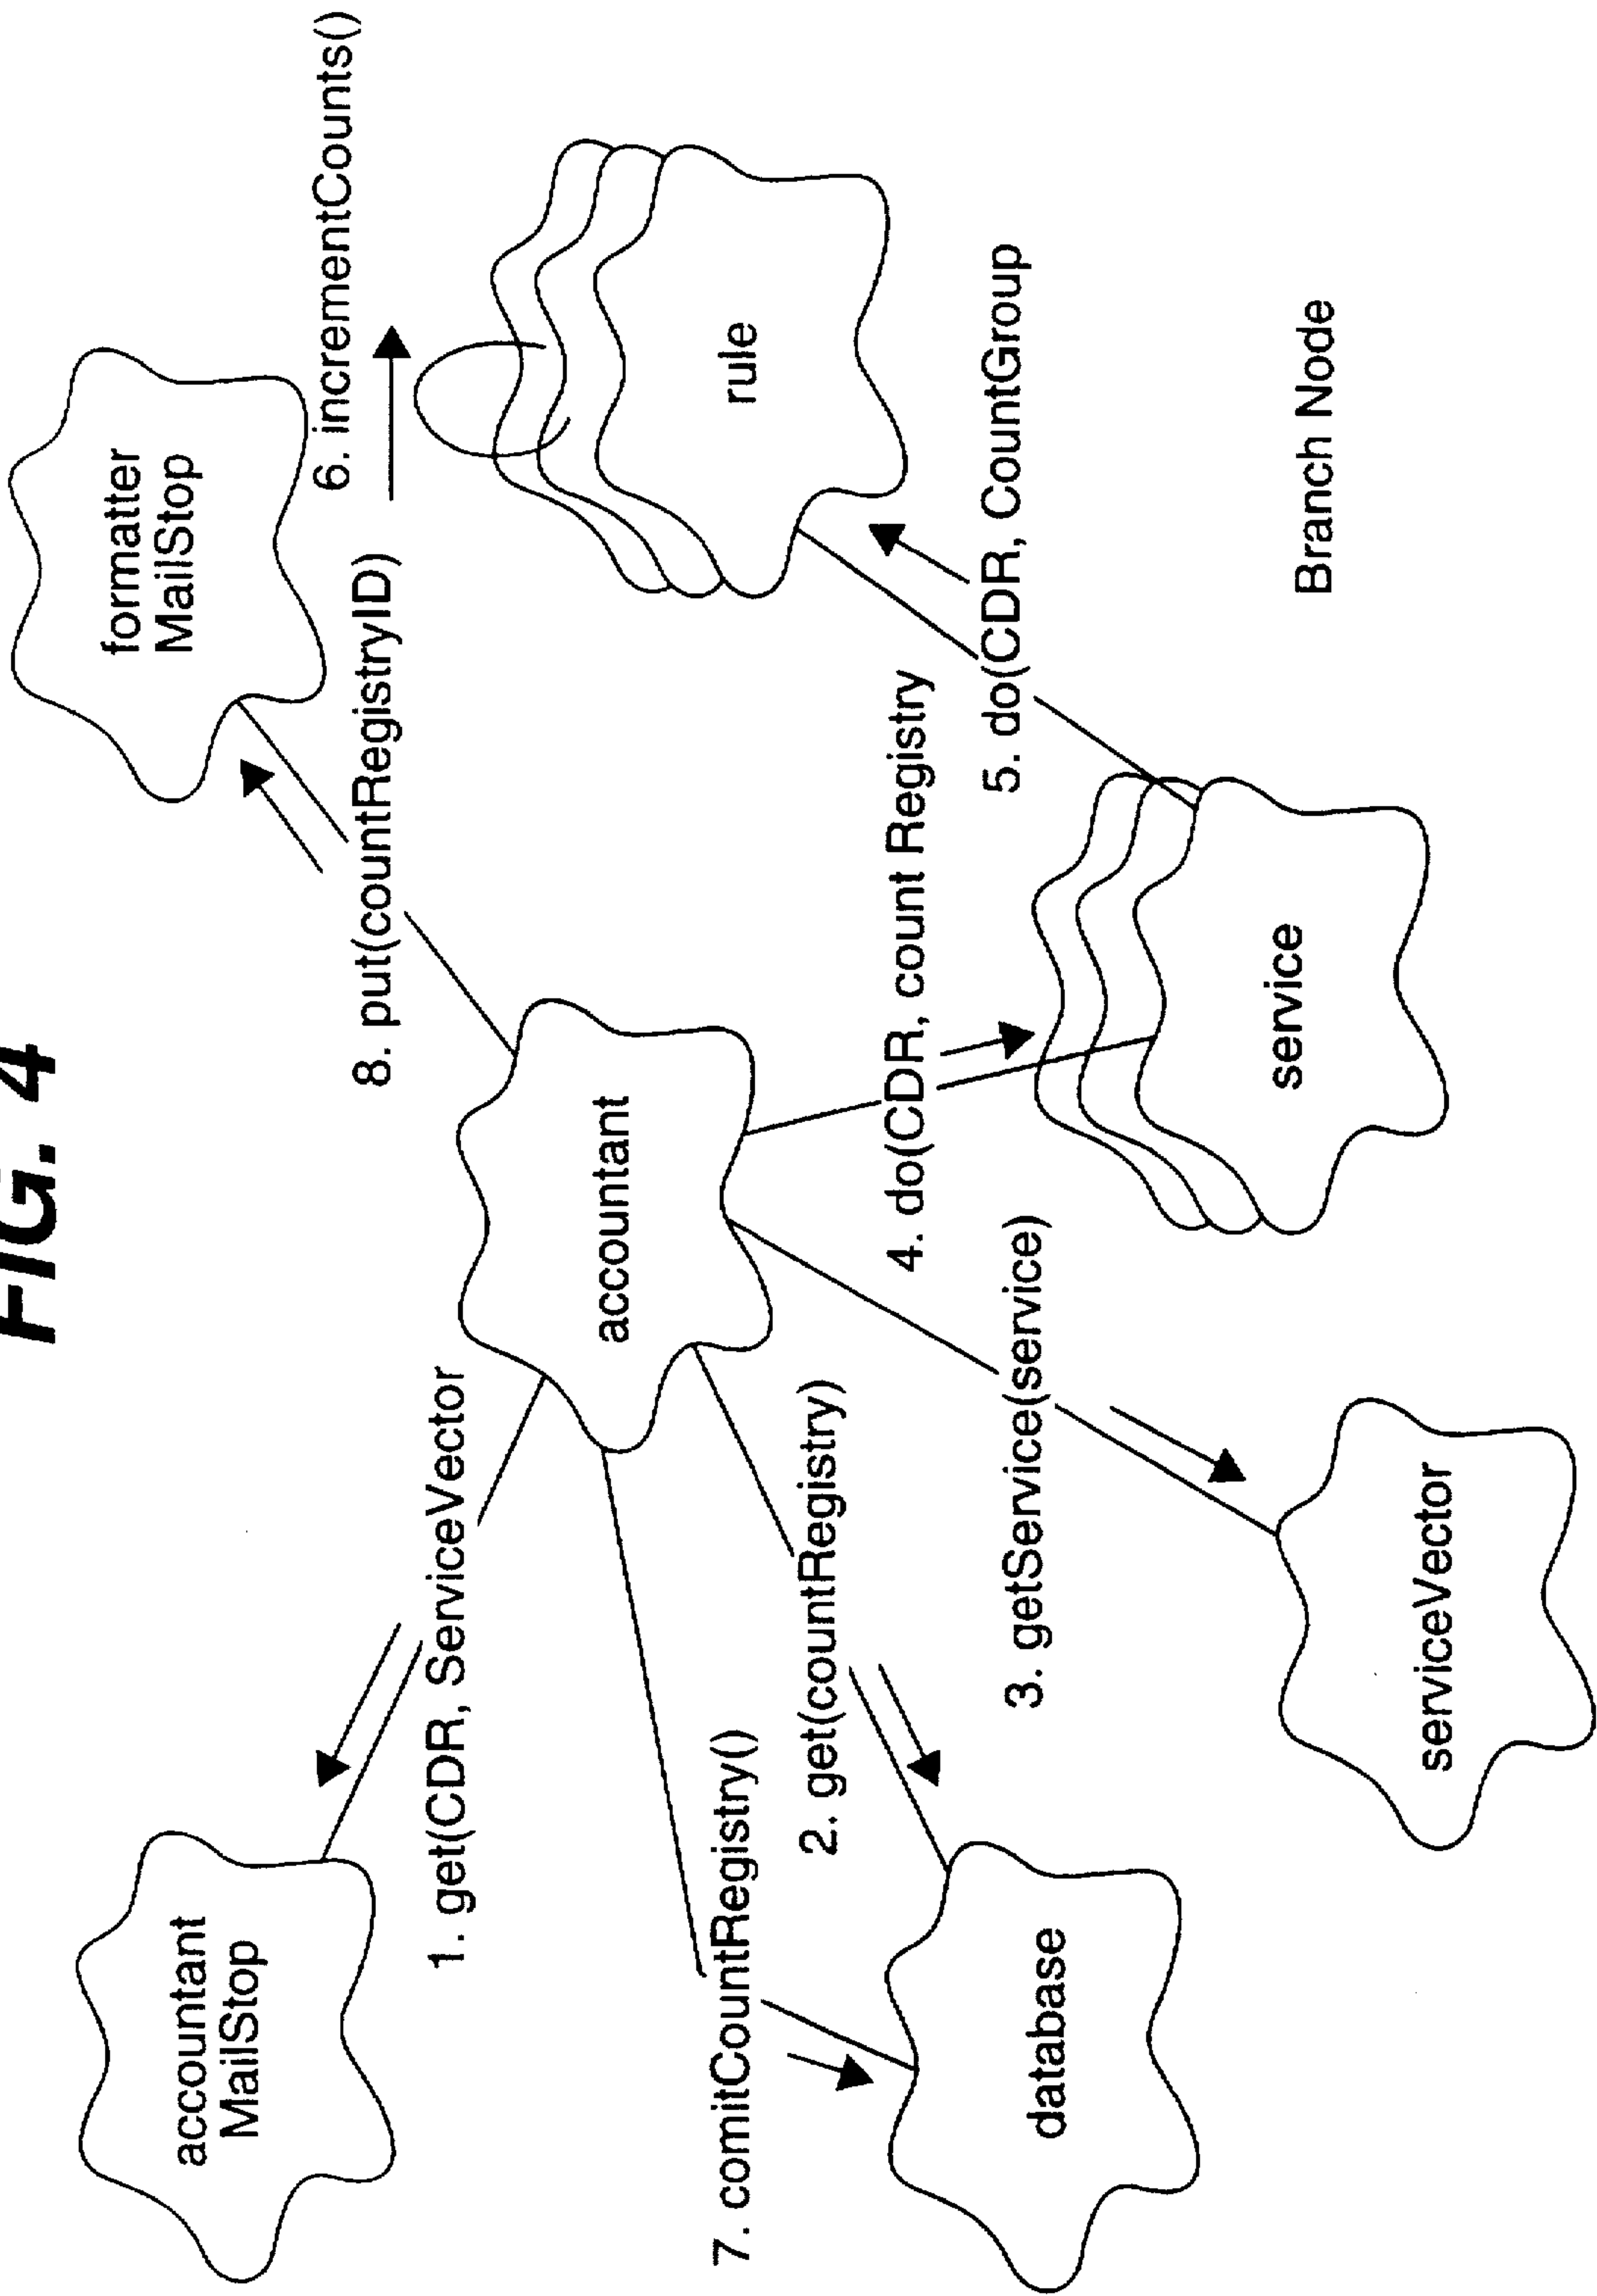 FIG. 4
accountant
MailStop
formatter
MailStop
1. get(CDR, ServiceVector
8. put(countRegistryID)
6. incrementCounts()
accountant
rule
7. comitCountRegistry()
2. get(countRegistry)
3. getService(service)
4. do(CDR, count Registry
5. do(CDR, CountGroup
database
serviceVector
service
Branch Node